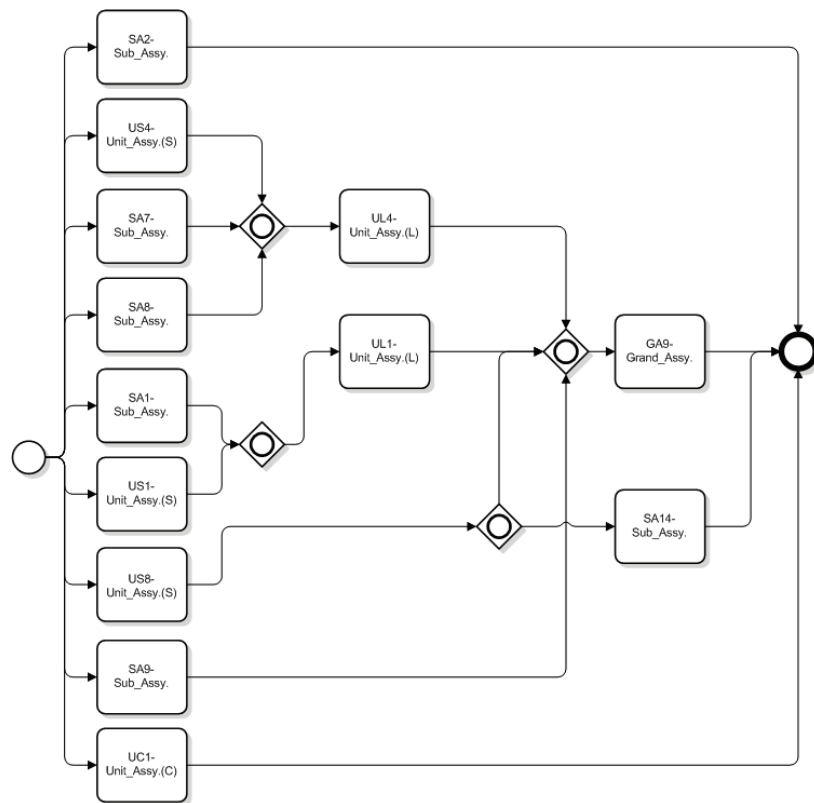 SA2-
Sub_Assy.
US4-
Unit_Assy.(S)
SA7-
Sub_Assy.
UL4-
Unit_Assy.(L)
SA8-
Sub_Assy.
UL1-
Unit_Assy.(L)
GA9-
Grand_Assy.
SA1-
Sub_Assy.
US1-
Unit_Assy.(S)
SA14-
Sub_Assy.
US8-
Unit_Assy.(S)
SA9-
Sub_Assy.
UC1-
Unit_Assy.(C)